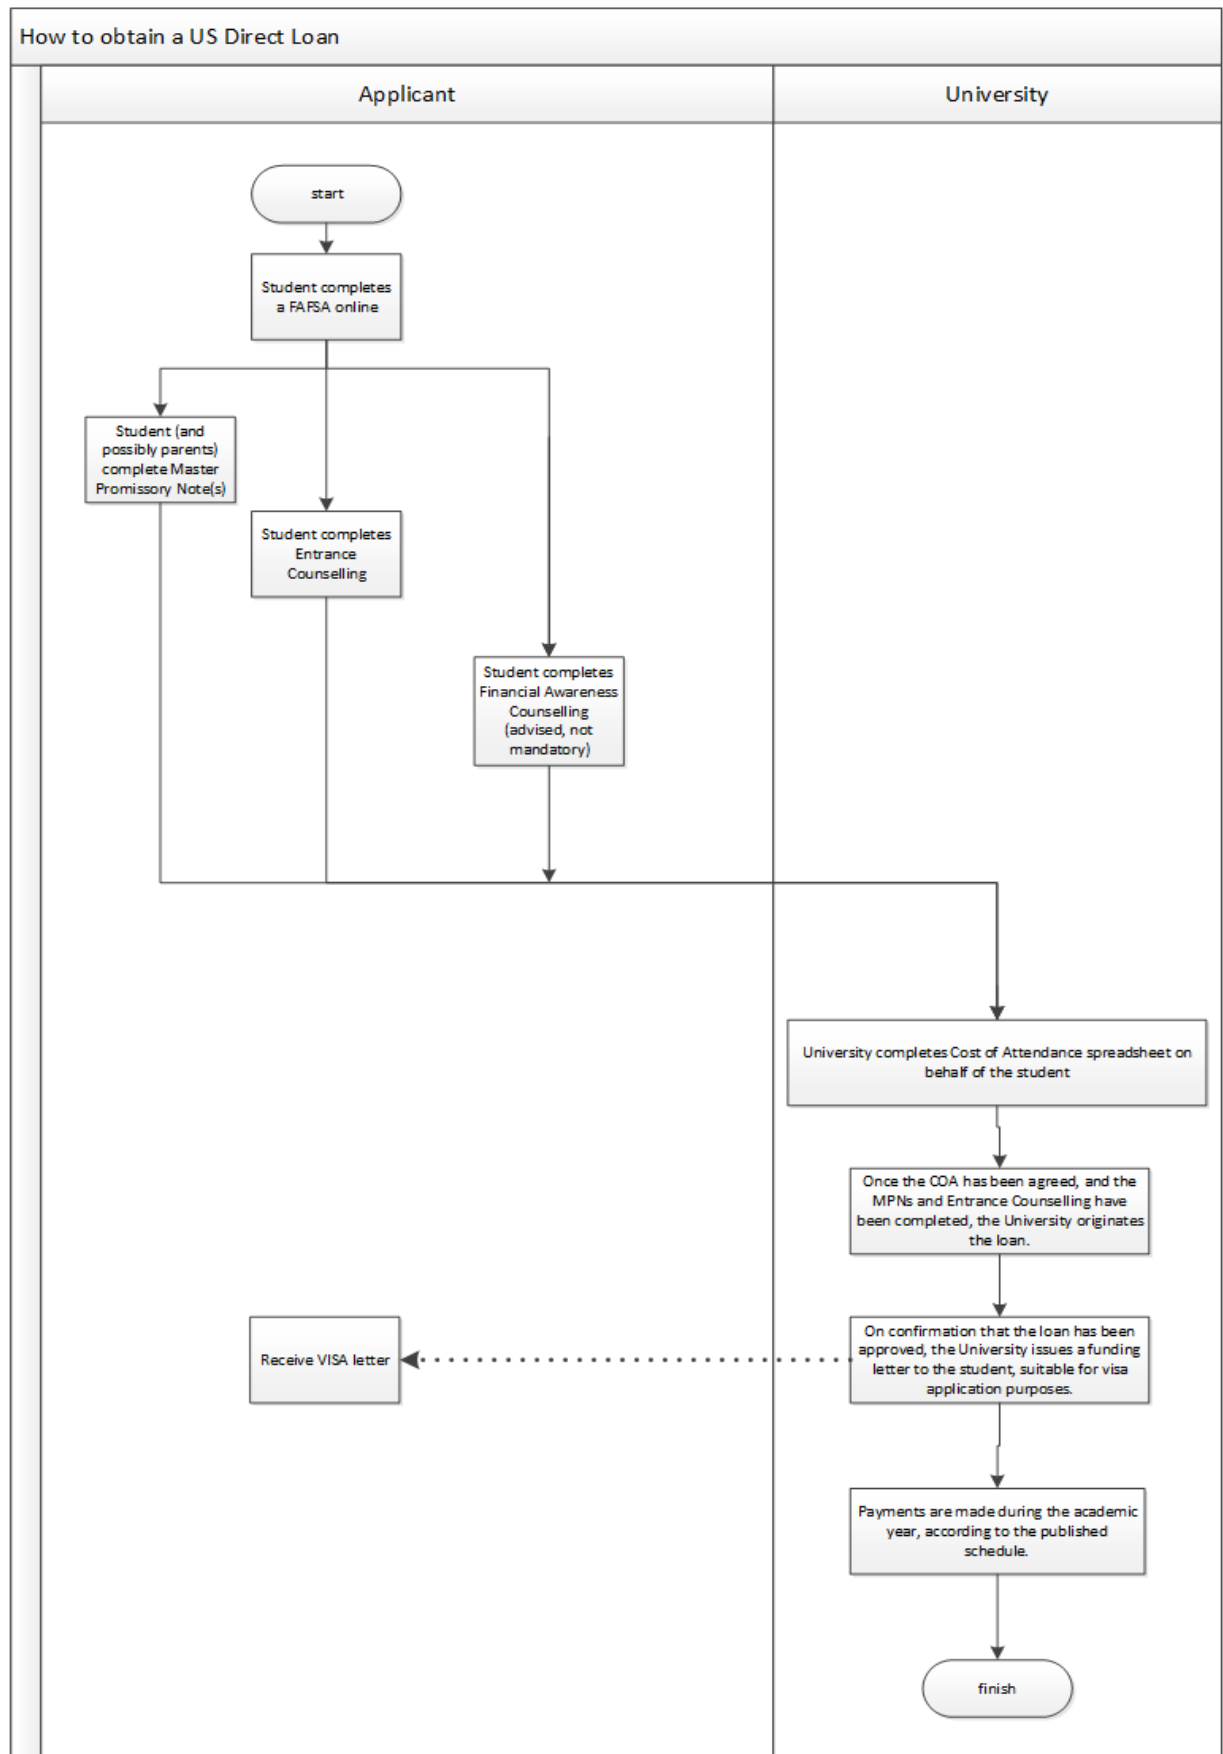 How to obtain a US Direct Loan
Applicant
University
start
Student completes
a FAFSA online
Student (and
possibly parents)
complete Master
Promissory Note(s)
Student completes
Entrance
Counselling
Student completes
Financial Awareness
Counselling
(advised, not
mandatory)
University completes Cost of Attendance spreadsheet on
behalf of the student
Once the COA has been agreed, and the
MPNs and Entrance Counselling have
been completed, the University originates
the loan.
Receive VISA letter
On confirmation that the loan has been
approved, the University issues a funding
letter to the student, suitable for visa
application purposes.
Payments are made during the academic
year, according to the published
schedule.
finish